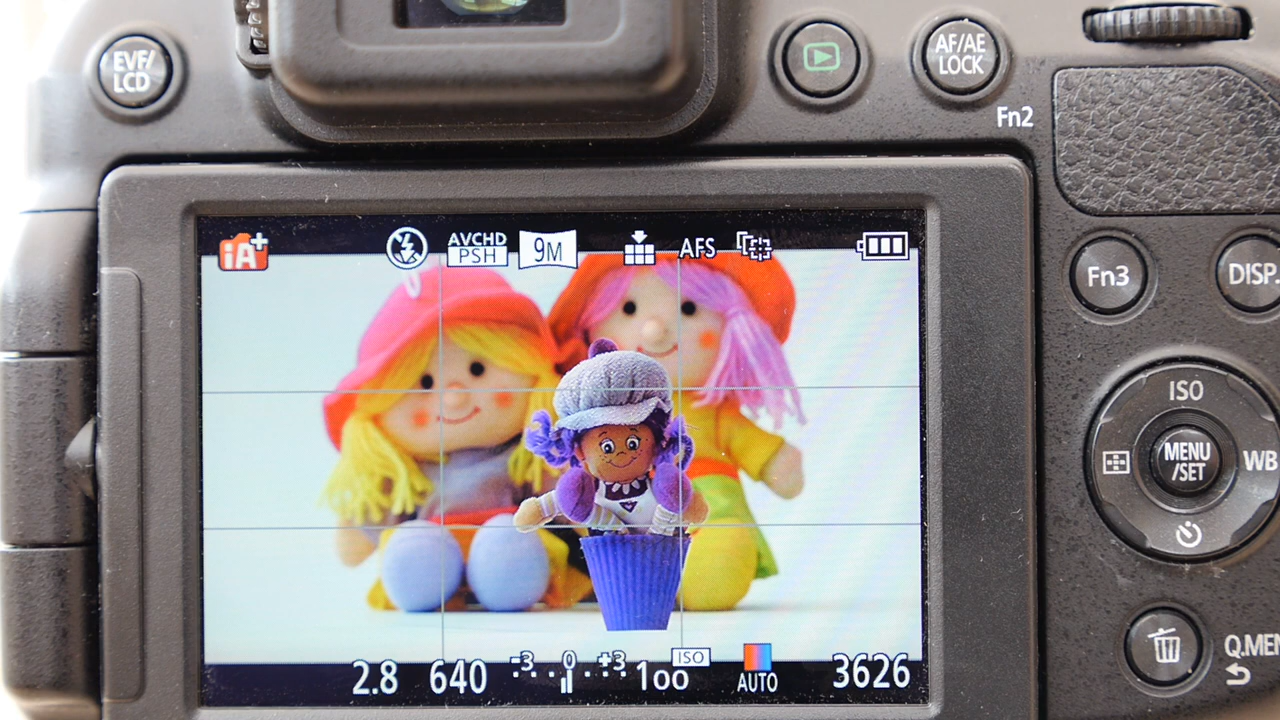 EVF/
LCD
AF/AE
LOCK
Fn2
iA+
AVCHD
PSH
9M
AFS
Fn3
DISP.
ISO
MENU
/SET
WB
2.8
640
-3
0
+3
100
ISO
AUTO
3626
Q.MEN